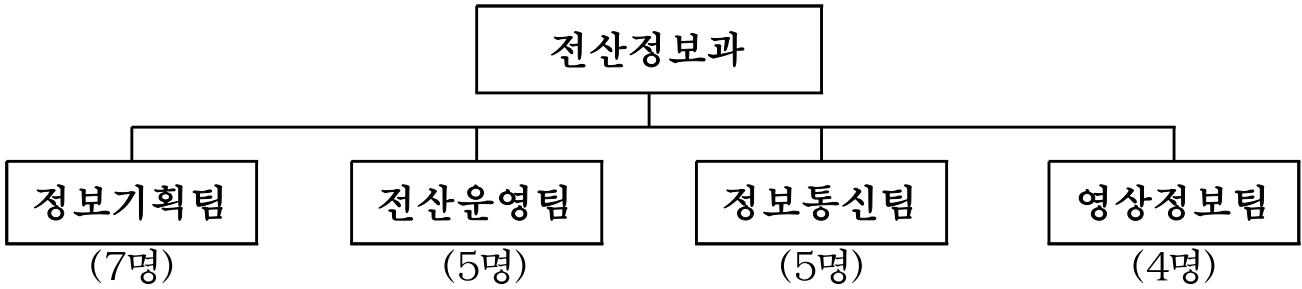 전산정보과
정보기획팀 전산운영팀 정보통신팀 영상정보팀
(7명) (5명) (5명) (4명)